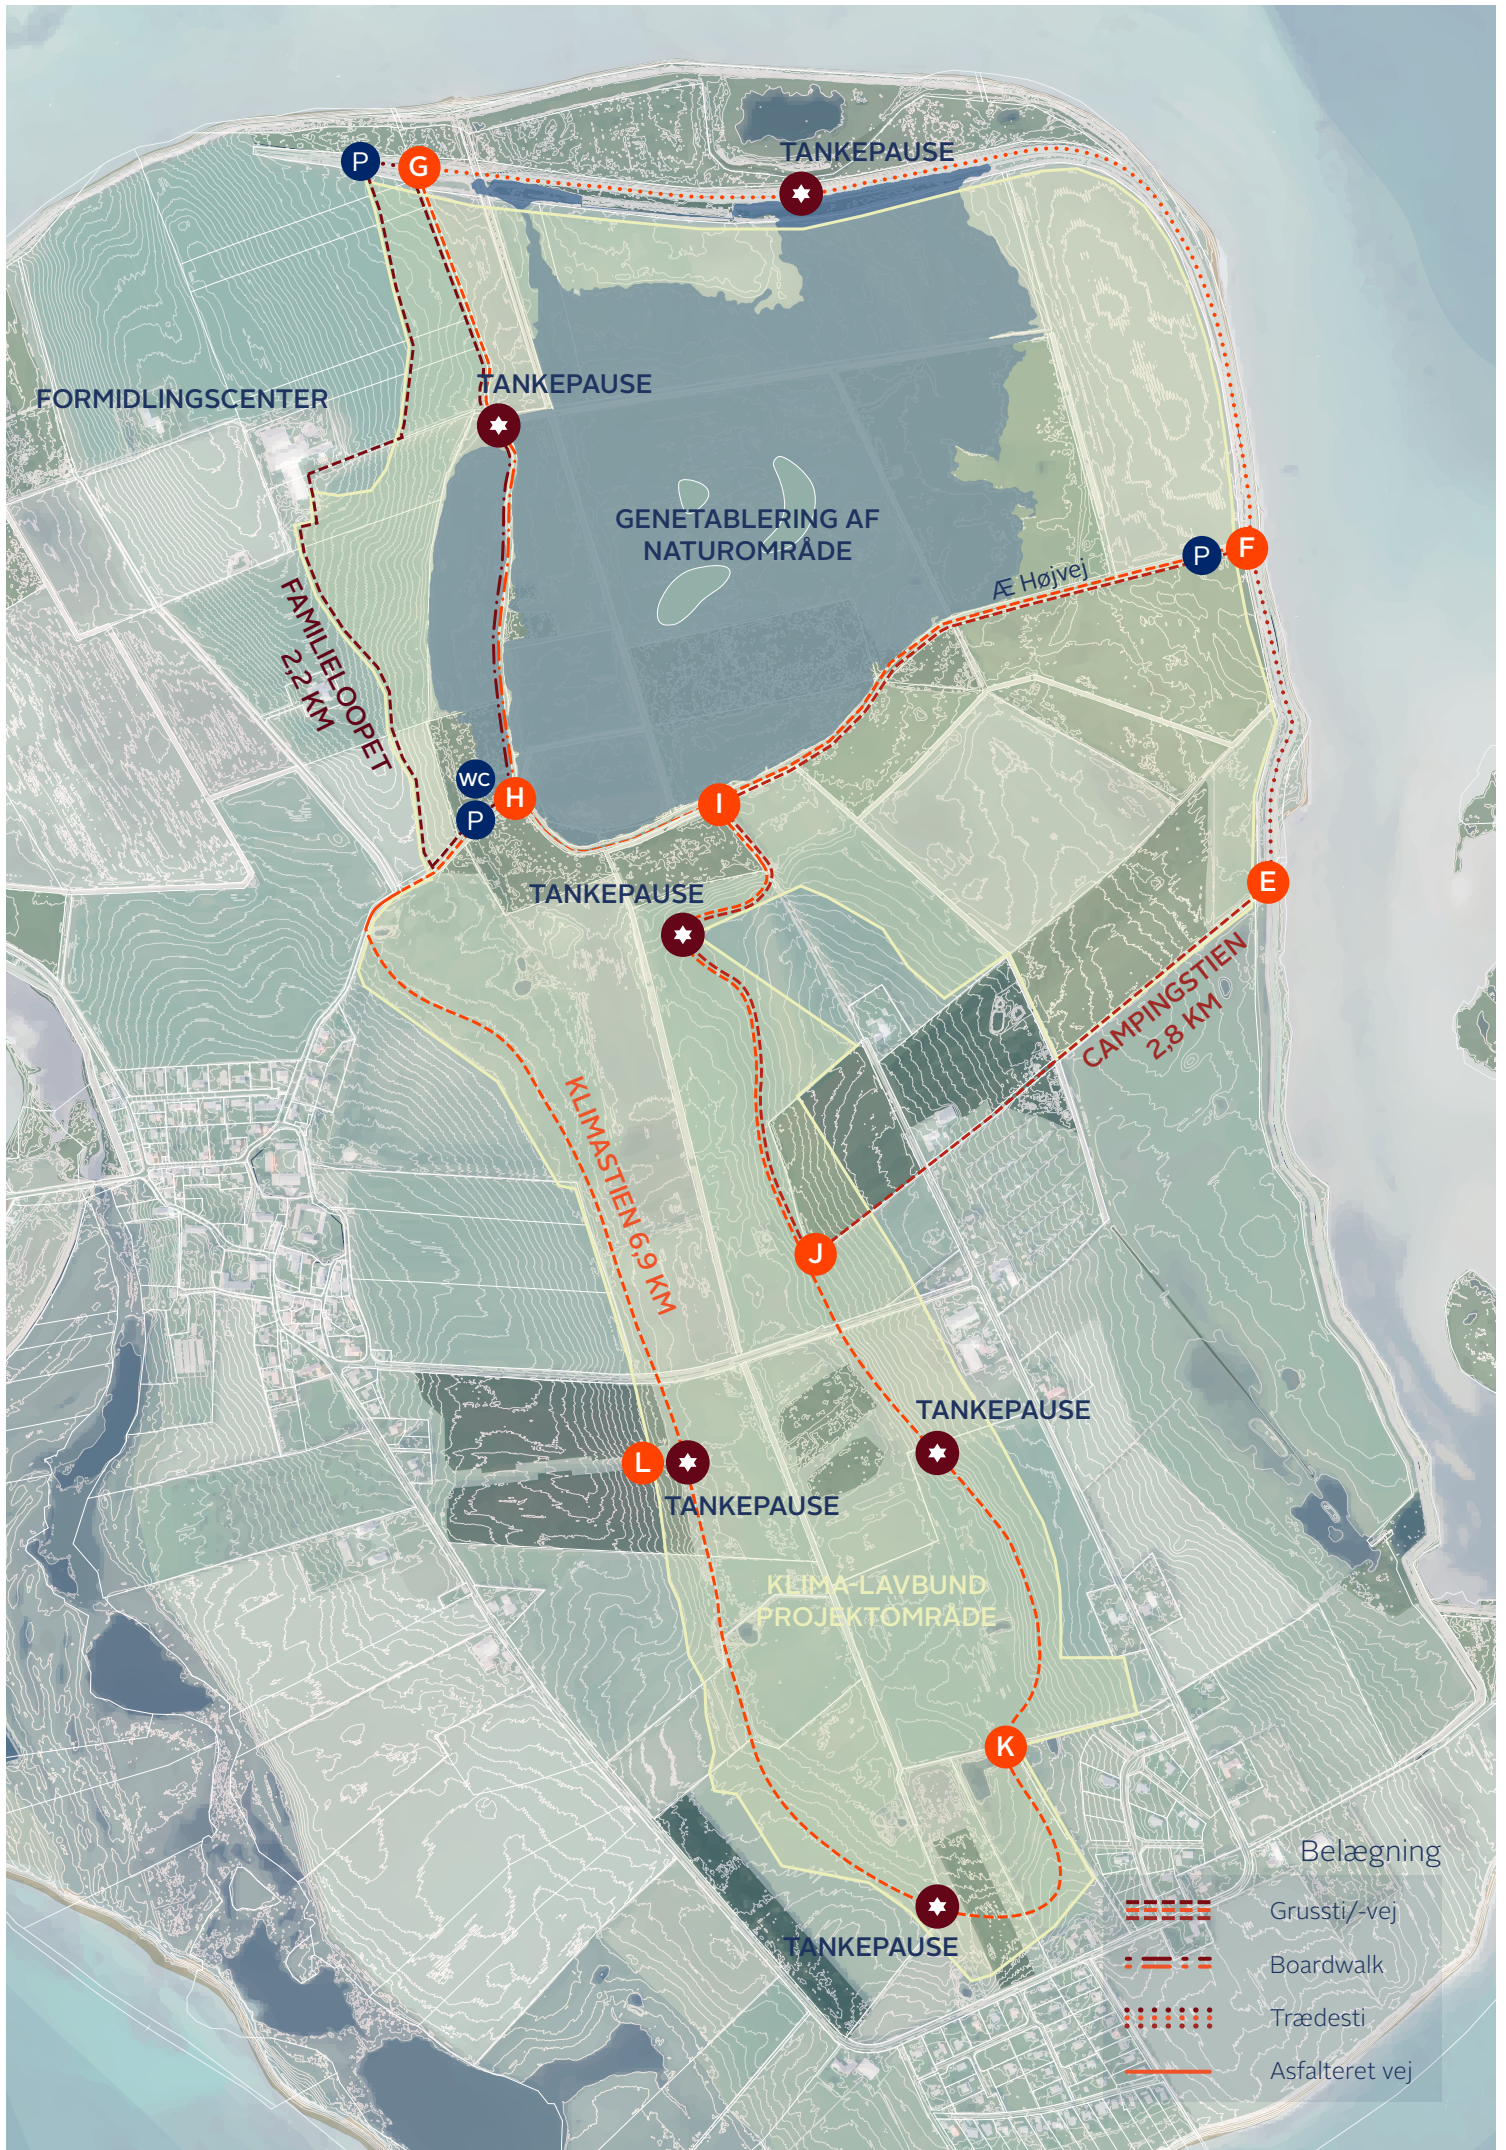 TANKEPAUSE
P
G
TANKEPAUSE
FORMIDLINGSCENTER
GENETABLERING AF
NATUROMRÅDE
P
F
Æ Højvej
FAMILIELOOPET
2,2 KM
WC
H
P
I
TANKEPAUSE
E
CAMPINGSTIEN
2,8 KM
KLIMASTIEN 6,9 KM
J
TANKEPAUSE
L
TANKEPAUSE
KLIMA-LAVBUND
PROJEKTOMRÅDE
K
TANKEPAUSE
Belægning
Grussti/-vej
Boardwalk
Trædesti
Asfalteret vej